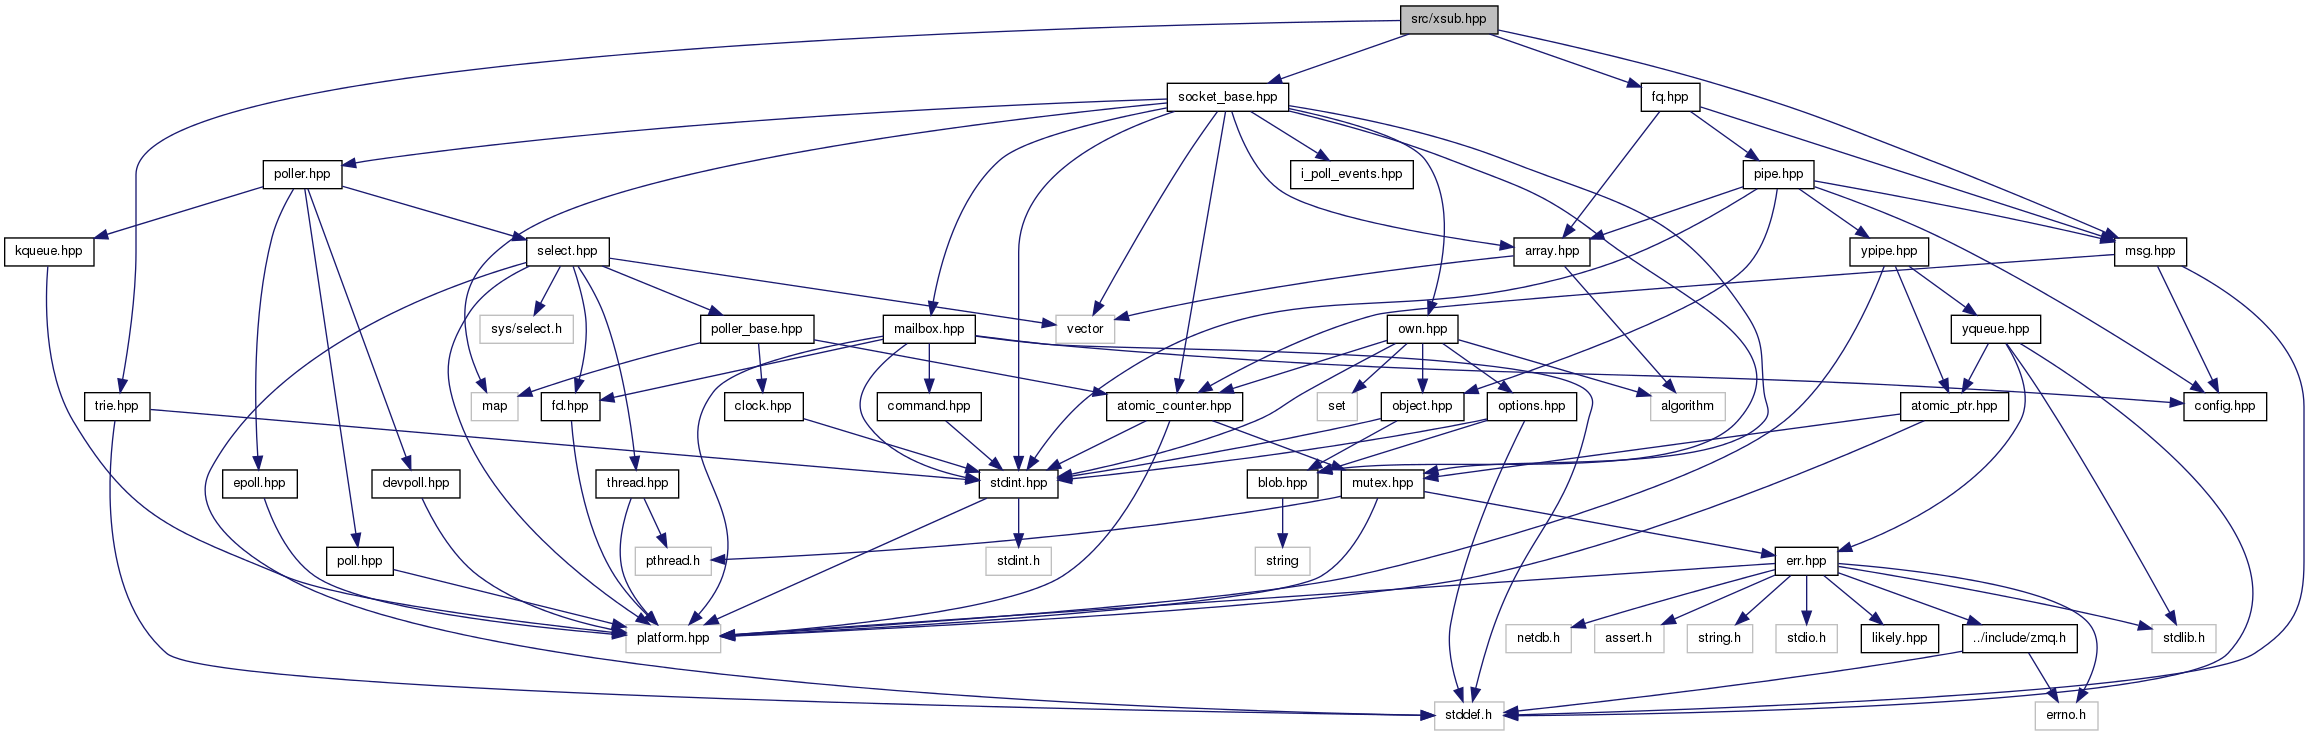 src/xsub.hpp
socket_base.hpp
fq.hpp
poller.hpp
i_poll_events.hpp
pipe.hpp
kqueue.hpp
select.hpp
array.hpp
ypipe.hpp
msg.hpp
sys/select.h
poller_base.hpp
mailbox.hpp
vector
own.hpp
yqueue.hpp
trie.hpp
map
fd.hpp
clock.hpp
command.hpp
atomic_counter.hpp
set
object.hpp
options.hpp
algorithm
atomic_ptr.hpp
config.hpp
epoll.hpp
devpoll.hpp
thread.hpp
stdint.hpp
blob.hpp
mutex.hpp
poll.hpp
pthread.h
stdint.h
string
err.hpp
platform.hpp
netdb.h
assert.h
string.h
stdio.h
likely.hpp
../include/zmq.h
stdlib.h
stddef.h
errno.h